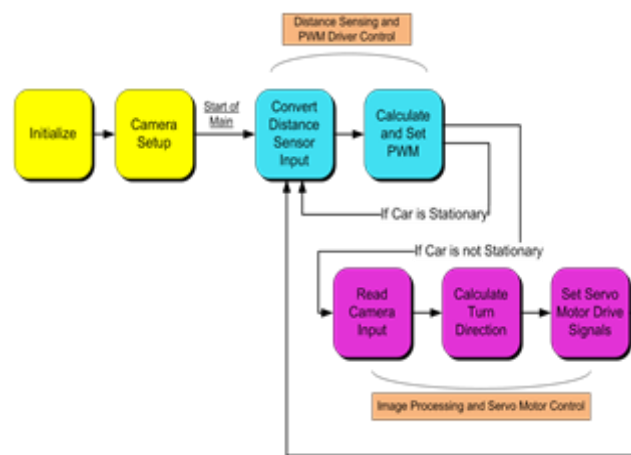 Distance Sensing and
PWM Driver Control
Initialize
Camera
Setup
Start of
Main
Convert
Distance
Sensor
Input
Calculate
and Set
PWM
If Car is Stationary
If Car is not Stationary
Read
Camera
Input
Calculate
Turn
Direction
Set Servo
Motor Drive
Signals
Image Processing and Servo Motor Control